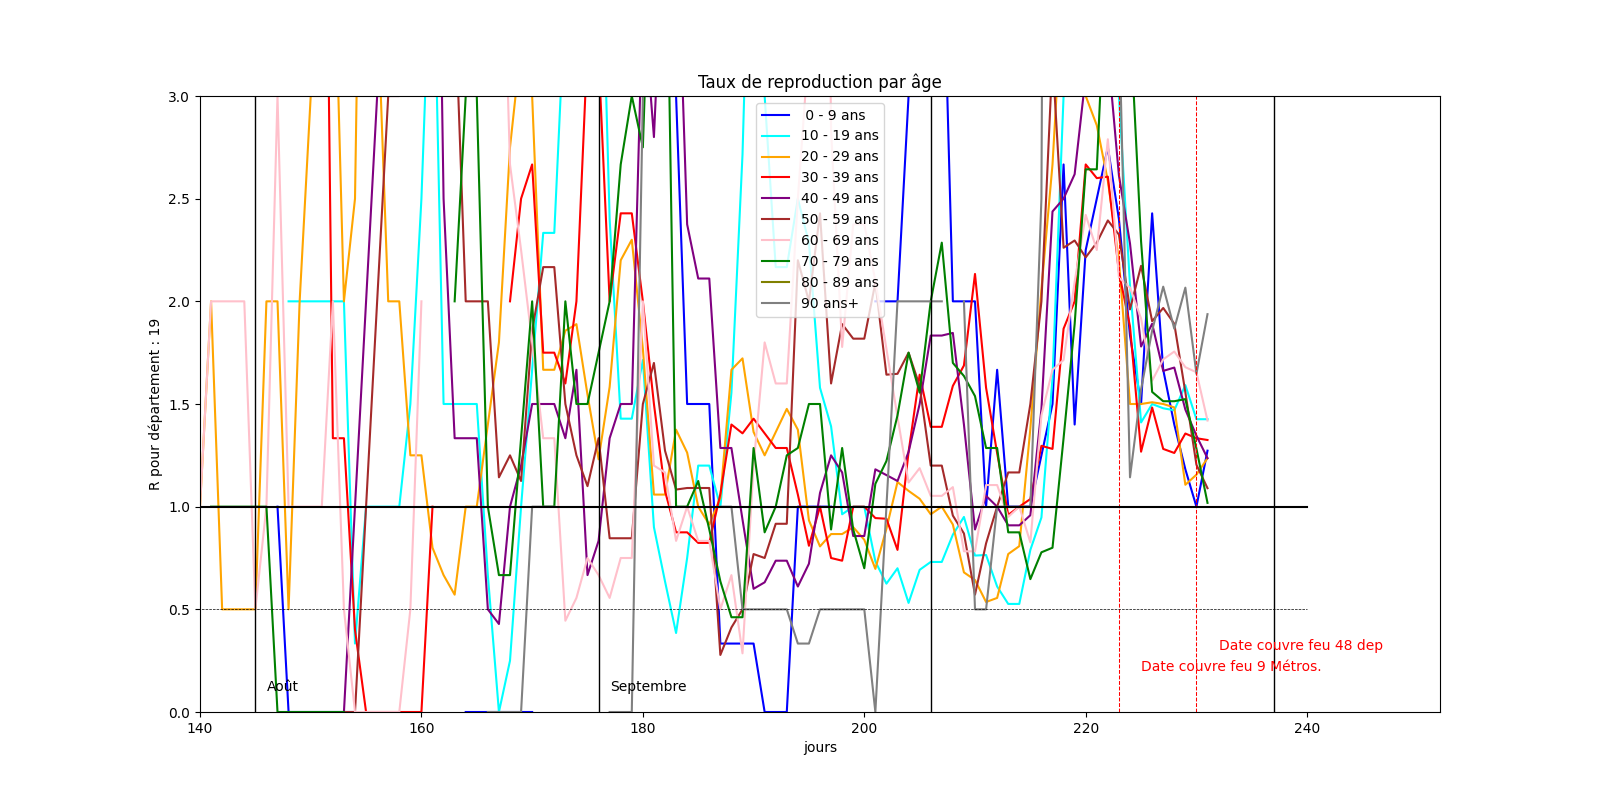 Taux de reproduction par âge
R pour département : 19
3.0
2.5
2.0
1.5
1.0
0.5
0.0
0 - 9 ans
10 - 19 ans
20 - 29 ans
30 - 39 ans
40 - 49 ans
50 - 59 ans
60 - 69 ans
70 - 79 ans
80 - 89 ans
90 ans+
Date couvre feu 48 dep
Date couvre feu 9 Métros.
Août
Septembre
140
160
180
200
220
240
jours